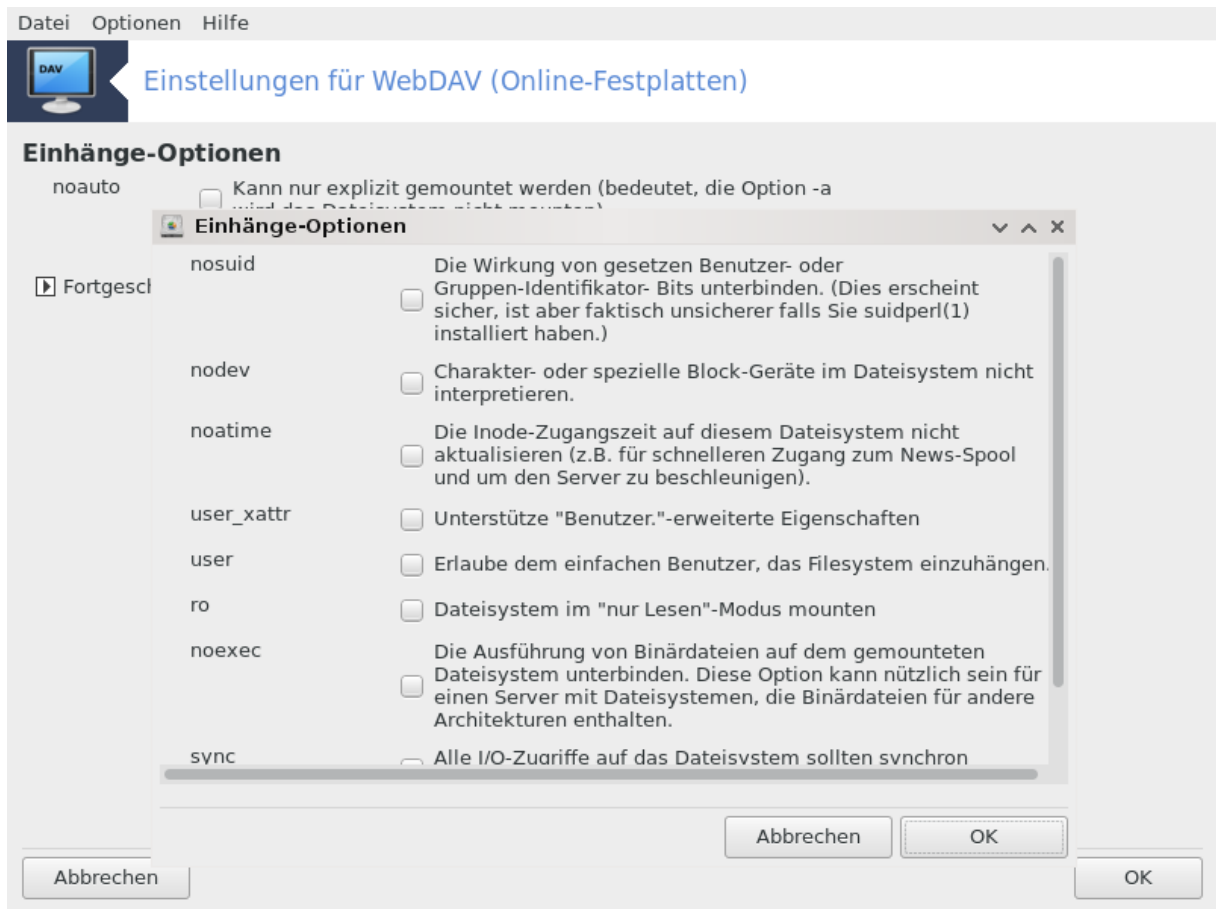 Datei Optionen Hilfe
DAV
Einstellungen für WebDAV (Online-Festplatten)
Einhänge-Optionen
noauto
Kann nur explizit gemountet werden (bedeutet, die Option -a
wird das Dateisystem nicht mounten)
Einhänge-Optionen
Fortgesch
nosuid
Die Wirkung von gesetzen Benutzer- oder
Gruppen-Identifikator- Bits unterbinden. (Dies erscheint
sicher, ist aber faktisch unsicherer falls Sie suidperl(1)
installiert haben.)
nodev
Charakter- oder spezielle Block-Geräte im Dateisystem nicht
interpretieren.
noatime
Die Inode-Zugangszeit auf diesem Dateisystem nicht
aktualisieren (z.B. für schnelleren Zugang zum News-Spool
und um den Server zu beschleunigen).
user_xattr
Unterstütze "Benutzer."-erweiterte Eigenschaften
user
Erlaube dem einfachen Benutzer, das Filesystem einzuhängen.
ro
Dateisystem im "nur Lesen"-Modus mounten
noexec
Die Ausführung von Binärdateien auf dem gemounteten
Dateisystem unterbinden. Diese Option kann nützlich sein für
einen Server mit Dateisystemen, die Binärdateien für andere
Architekturen enthalten.
sync
Alle I/O-Zugriffe auf das Dateisystem sollten synchron
Abbrechen
OK
Abbrechen
OK